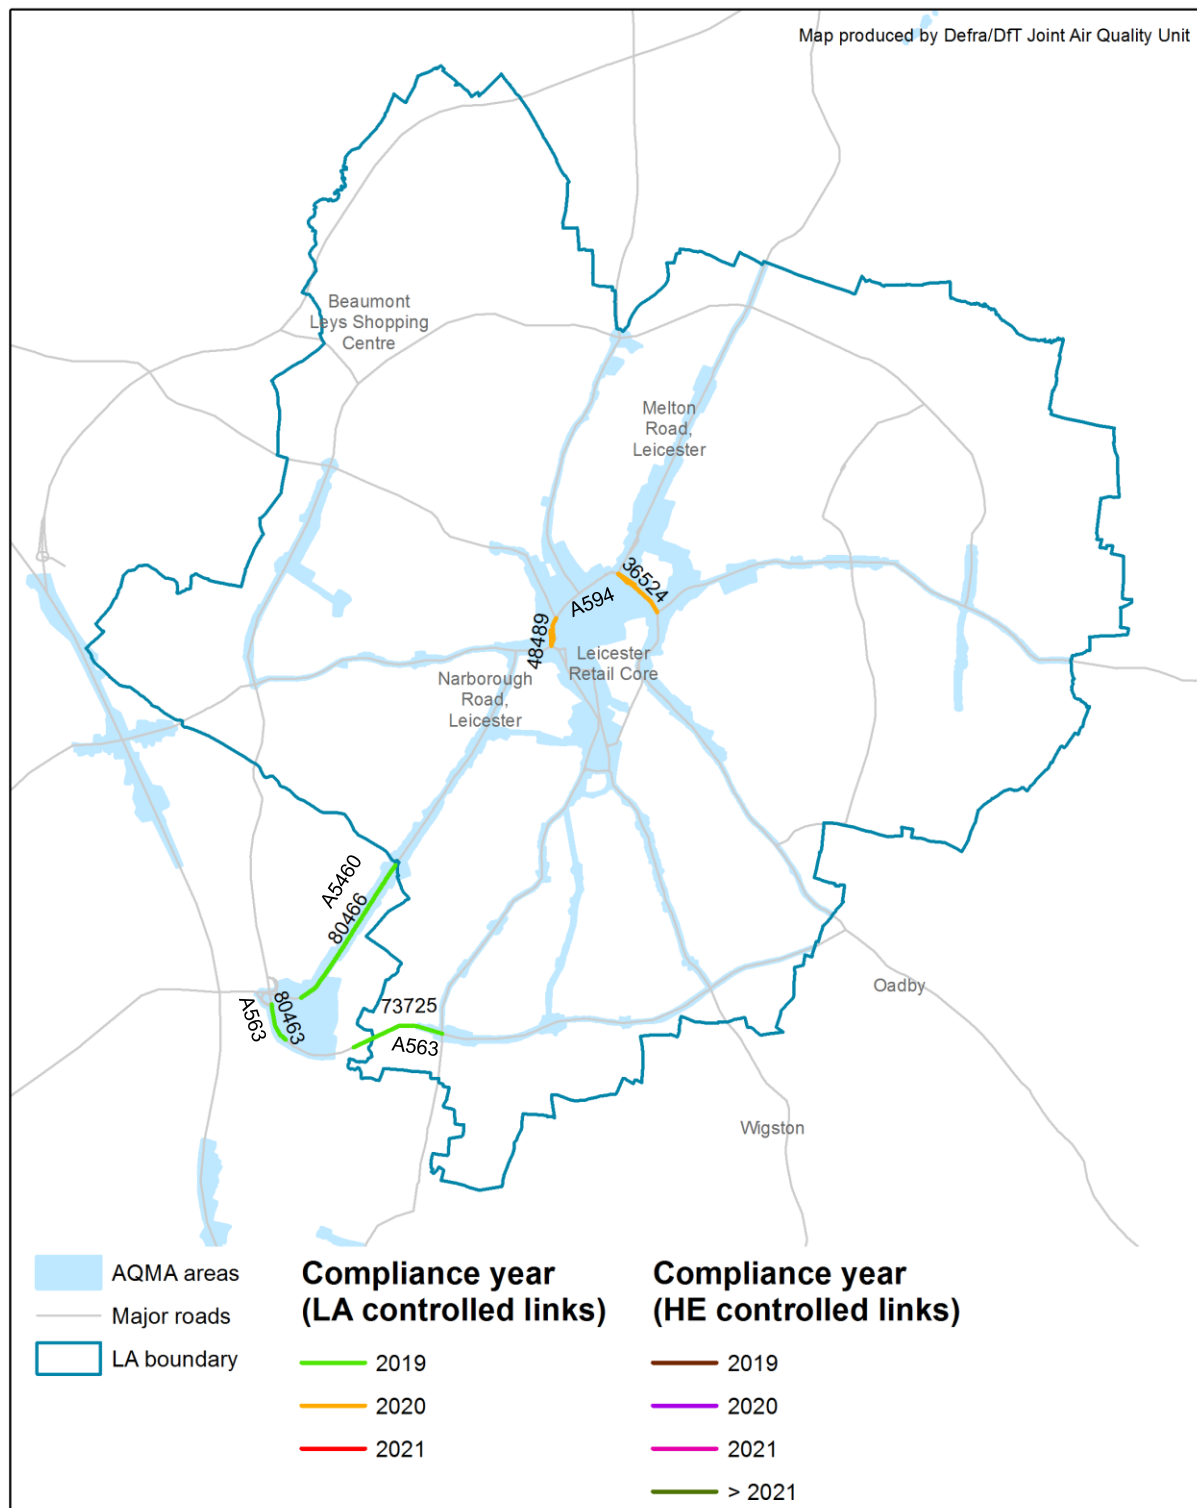 Map produced by Defra/DfT Joint Air Quality Unit
Beaumont
Leys Shopping
Centre
Melton
Road,
Leicester
36524
A594
48489
Leicester
Retail Core
Narborough
Road,
Leicester
A5460
80466
Oadby
80463
A563
73725
A563
Wigston
AQMA areas
Major roads
LA boundary
Compliance year
(LA controlled links)
2019
2020
2021
Compliance year
(HE controlled links)
2019
2020
2021
> 2021